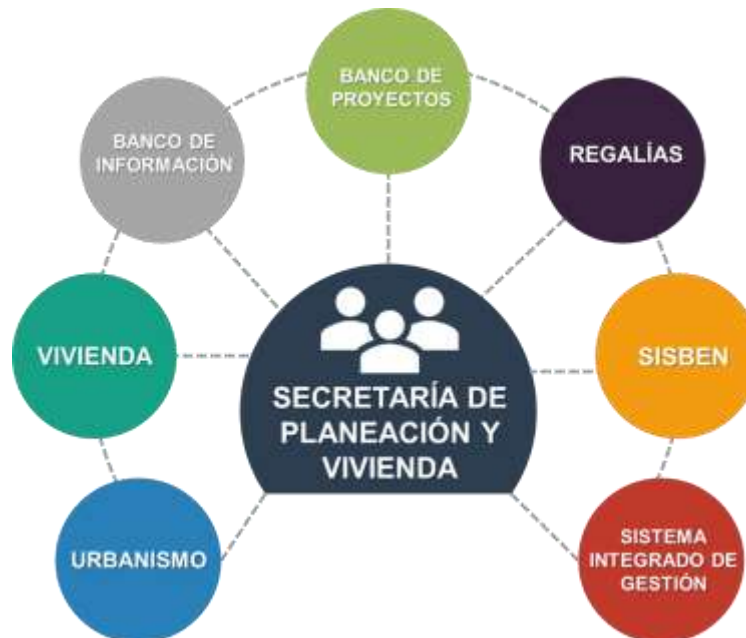 BANCO DE
PROYECTOS
BANCO DE
INFORMACIÓN
REGALÍAS
VIVIENDA
SISBEN
SECRETARÍA DE
PLANEACIÓN Y
VIVIENDA
URBANISMO
SISTEMA
INTEGRADO DE
GESTIÓN